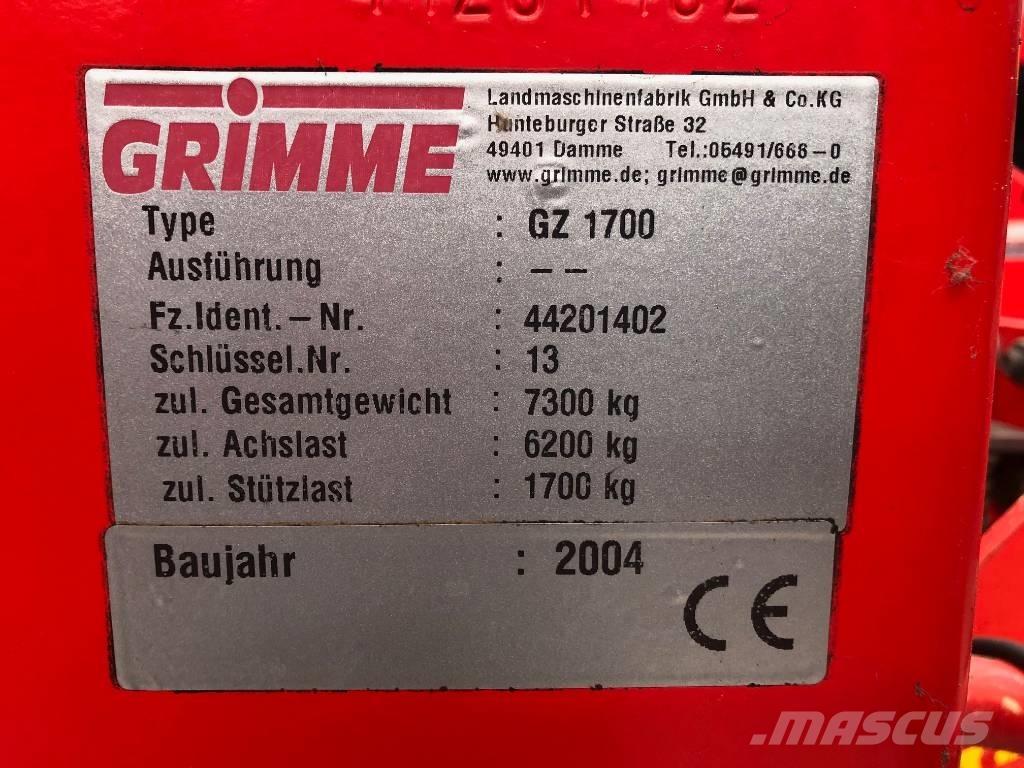 GRIMME
Landmaschinenfabrik GmbH & Co.KG
Hunteburger Straße 32
49401 Damme Tel.:05491/666-0
www.grimme.de; grimme@grimme.de
Type : GZ 1700
Ausführung : – –
Fz.Ident.–Nr. : 44201402
Schlüssel.Nr. : 13
zul. Gesamtgewicht : 7300 kg
zul. Achslast : 6200 kg
zul. Stützlast : 1700 kg
Baujahr : 2004
CE
MASCUS